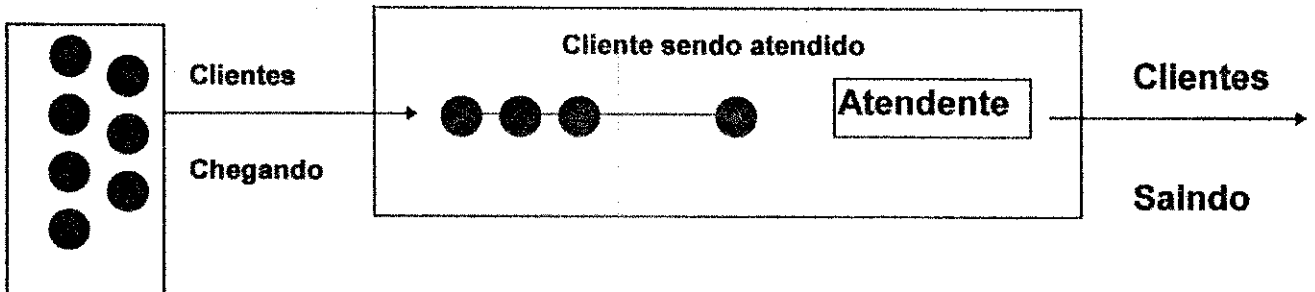 Cliente sendo atendido
Clientes
Chegando
Atendente
Clientes
Saindo